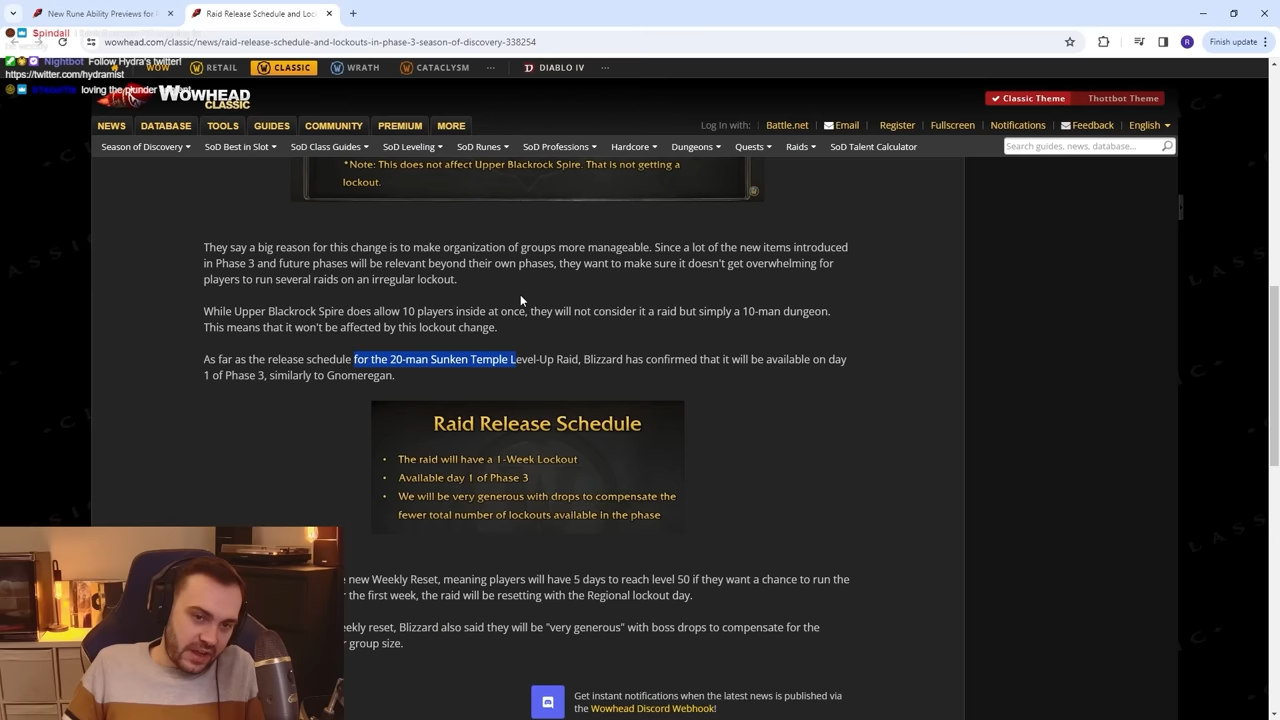 New Rune Ability Previews for
Raid Release Schedule and Loc
Spindall
wowhead.com/classic/news/raid-release-schedule-and-lockouts-in-phase-3-season-of-discovery-338254
Finish update
Nightbot Follow Hydra's twitter!
https://twitter.com/hydramist
loving the plunder
WOW
RETAIL
CLASSIC
WRATH
CATACLYSM
DIABLO IV
WOWHEAD
CLASSIC
Classic Theme
Thottbot Theme
NEWS DATABASE TOOLS GUIDES COMMUNITY PREMIUM MORE
Log In with: Battle.net Email Register Fullscreen Notifications Feedback English
Season of Discovery SoD Best in Slot SoD Class Guides SoD Leveling SoD Runes SoD Professions Hardcore Dungeons Quests Raids SoD Talent Calculator
Search guides, news, database...
*Note: This does not affect Upper Blackrock Spire. That is not getting a
lockout.
They say a big reason for this change is to make organization of groups more manageable. Since a lot of the new items introduced
in Phase 3 and future phases will be relevant beyond their own phases, they want to make sure it doesn't get overwhelming for
players to run several raids on an irregular lockout.
While Upper Blackrock Spire does allow 10 players inside at once, they will not consider it a raid but simply a 10-man dungeon.
This means that it won't be affected by this lockout change.
As far as the release schedule for the 20-man Sunken Temple Level-Up Raid, Blizzard has confirmed that it will be available on day
1 of Phase 3, similarly to Gnomeregan.
Raid Release Schedule
• The raid will have a 1-Week Lockout
• Available day 1 of Phase 3
• We will be very generous with drops to compensate the
fewer total number of lockouts available in the phase
new Weekly Reset, meaning players will have 5 days to reach level 50 if they want a chance to run the
the first week, the raid will be resetting with the Regional lockout day.
reset, Blizzard also said they will be "very generous" with boss drops to compensate for the
group size.
Get instant notifications when the latest news is published via
the Wowhead Discord Webhook!